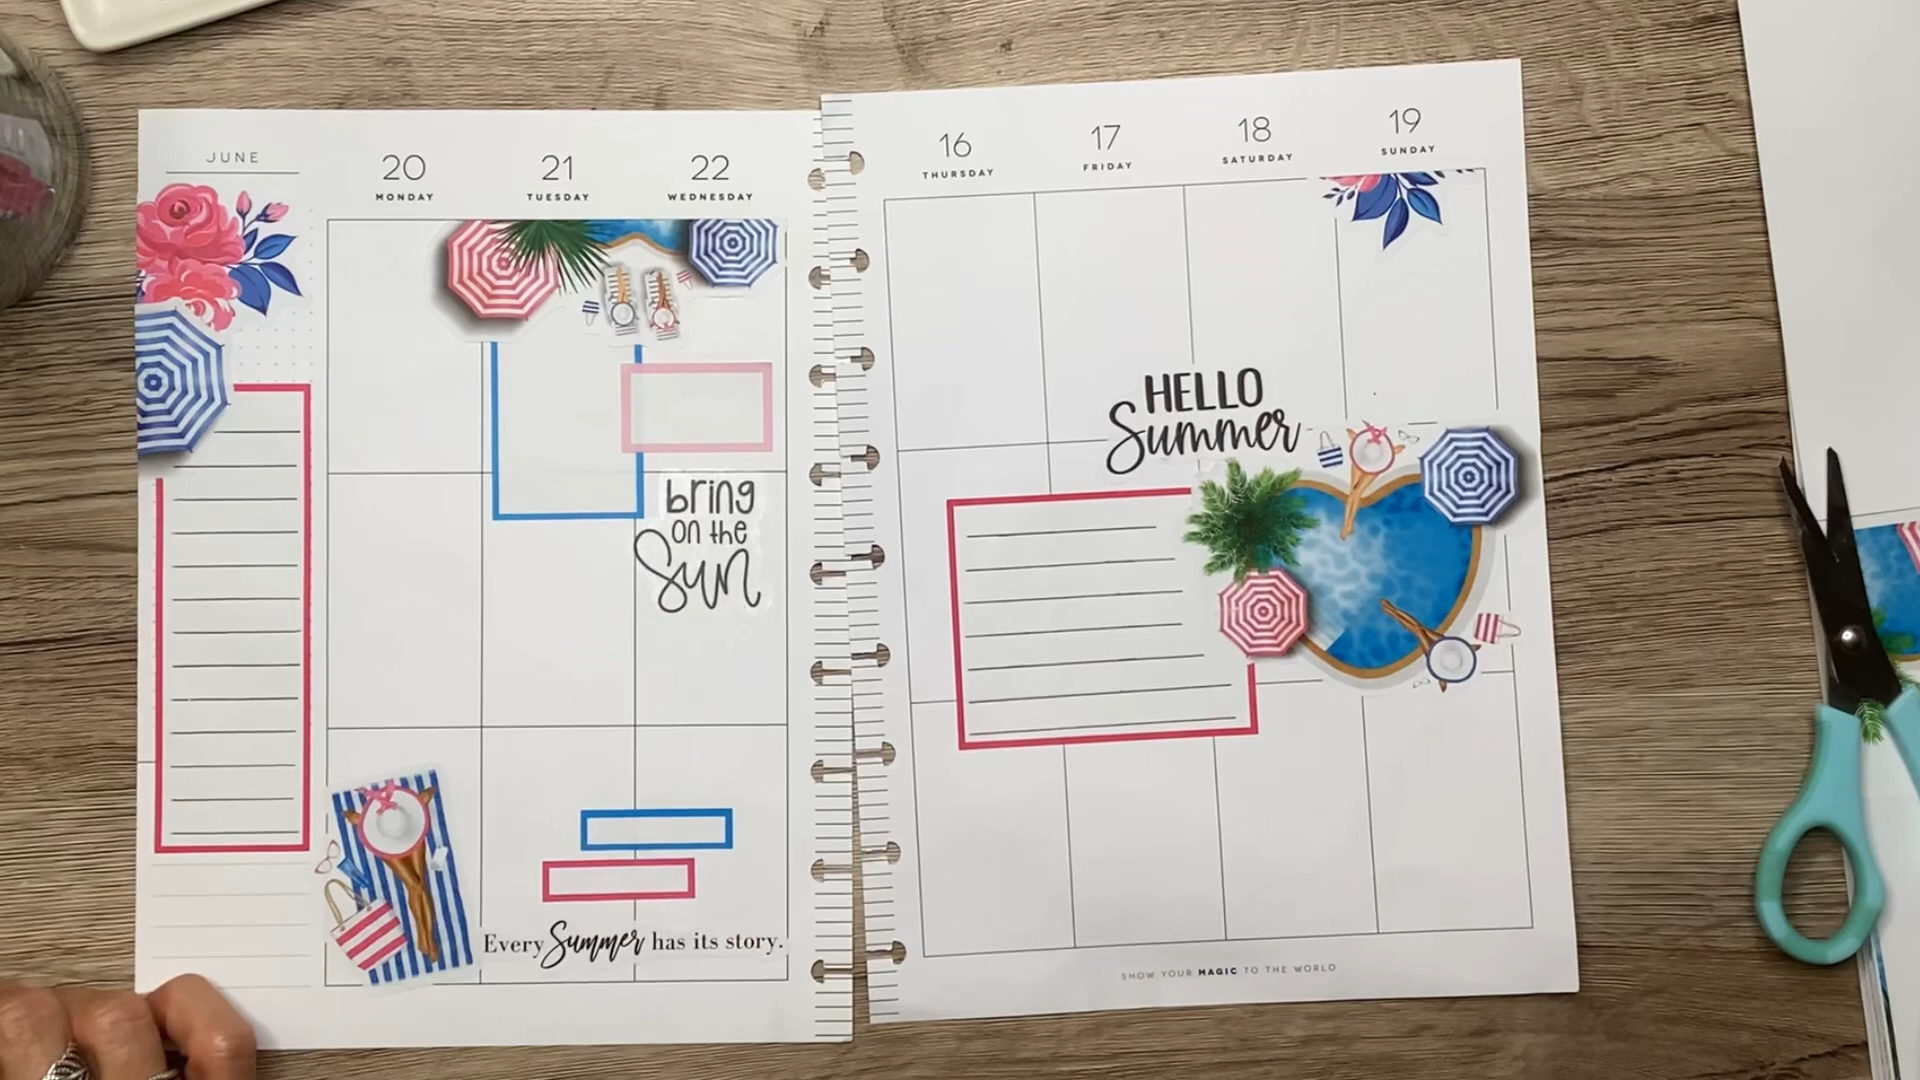 JUNE
20
MONDAY
21
TUESDAY
22
WEDNESDAY
bring
on the
Sun
Every Summer has its story.
16
THURSDAY
17
FRIDAY
18
SATURDAY
19
SUNDAY
HELLO
Summer
SHOW YOUR MAGIC TO THE WORLD